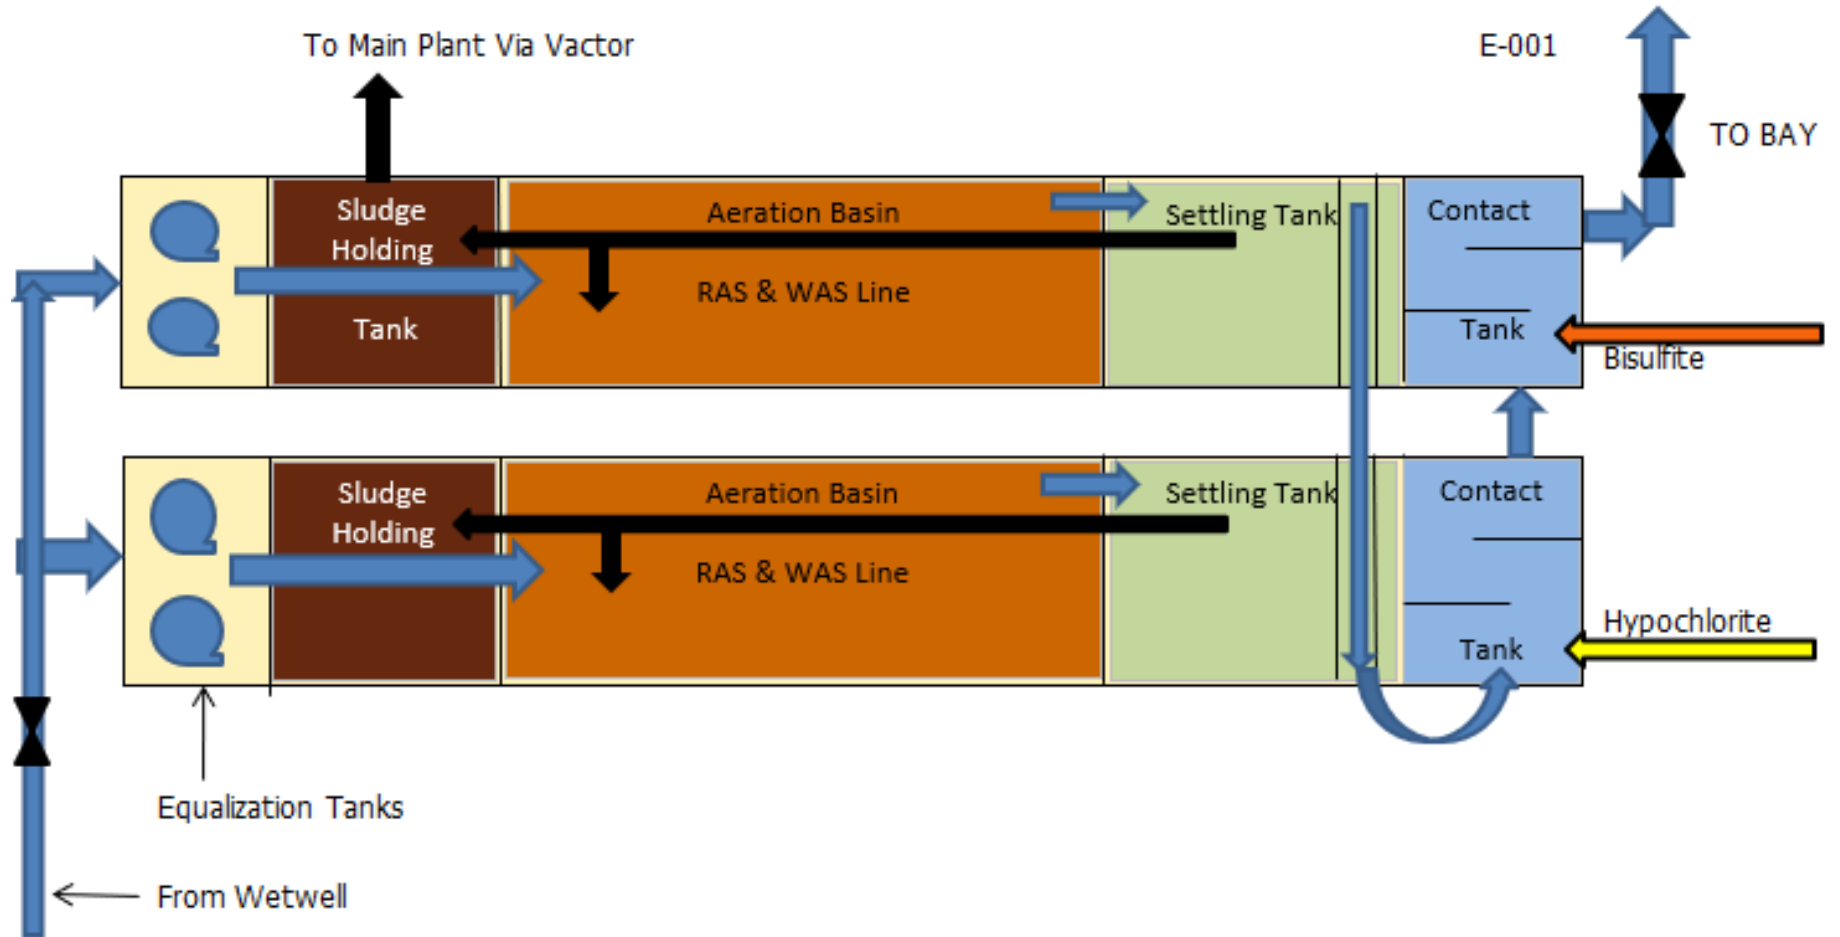 To Main Plant Via Vactor
E-001
TO BAY
Sludge
Holding
Tank
Aeration Basin
RAS & WAS Line
Settling Tank
Contact
Tank
Bisulfite
Sludge
Holding
Aeration Basin
RAS & WAS Line
Settling Tank
Contact
Tank
Hypochlorite
Equalization Tanks
From Wetwell